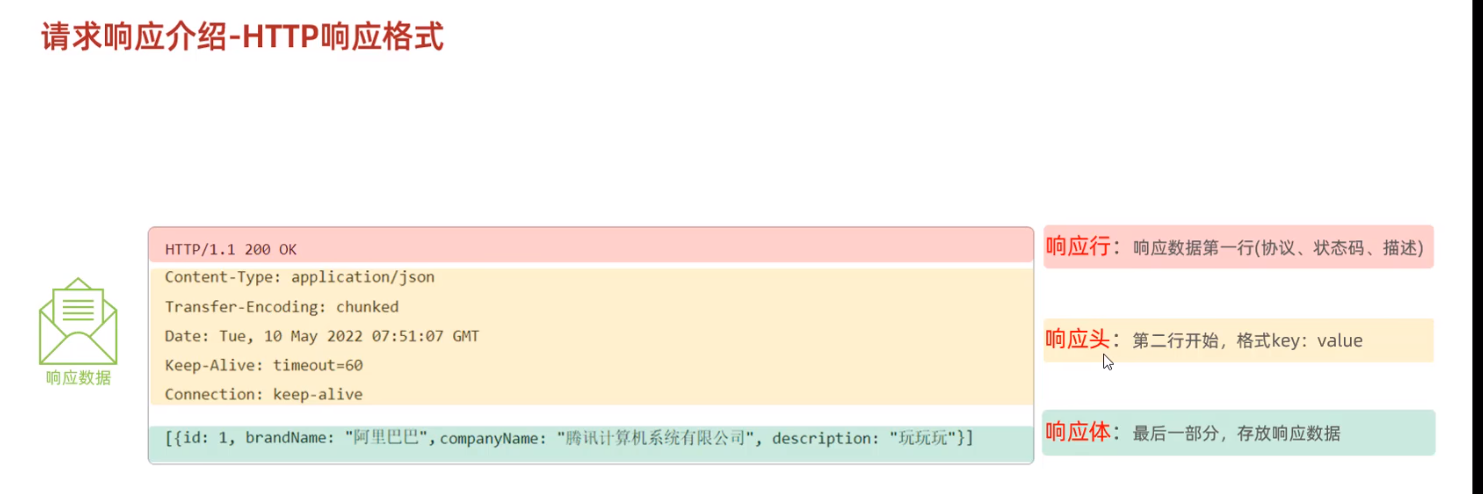 请求响应介绍-HTTP响应格式
HTTP/1.1 200 OK
响应行：响应数据第一行(协议、状态码、描述)
Content-Type: application/json
Transfer-Encoding: chunked
Date: Tue, 10 May 2022 07:51:07 GMT
Keep-Alive: timeout=60
Connection: keep-alive
响应头：第二行开始，格式key：value
响应数据
[{id: 1, brandName: "阿里巴巴",companyName: "腾讯计算机系统有限公司", description: "玩玩玩"}]
响应体：最后一部分，存放响应数据